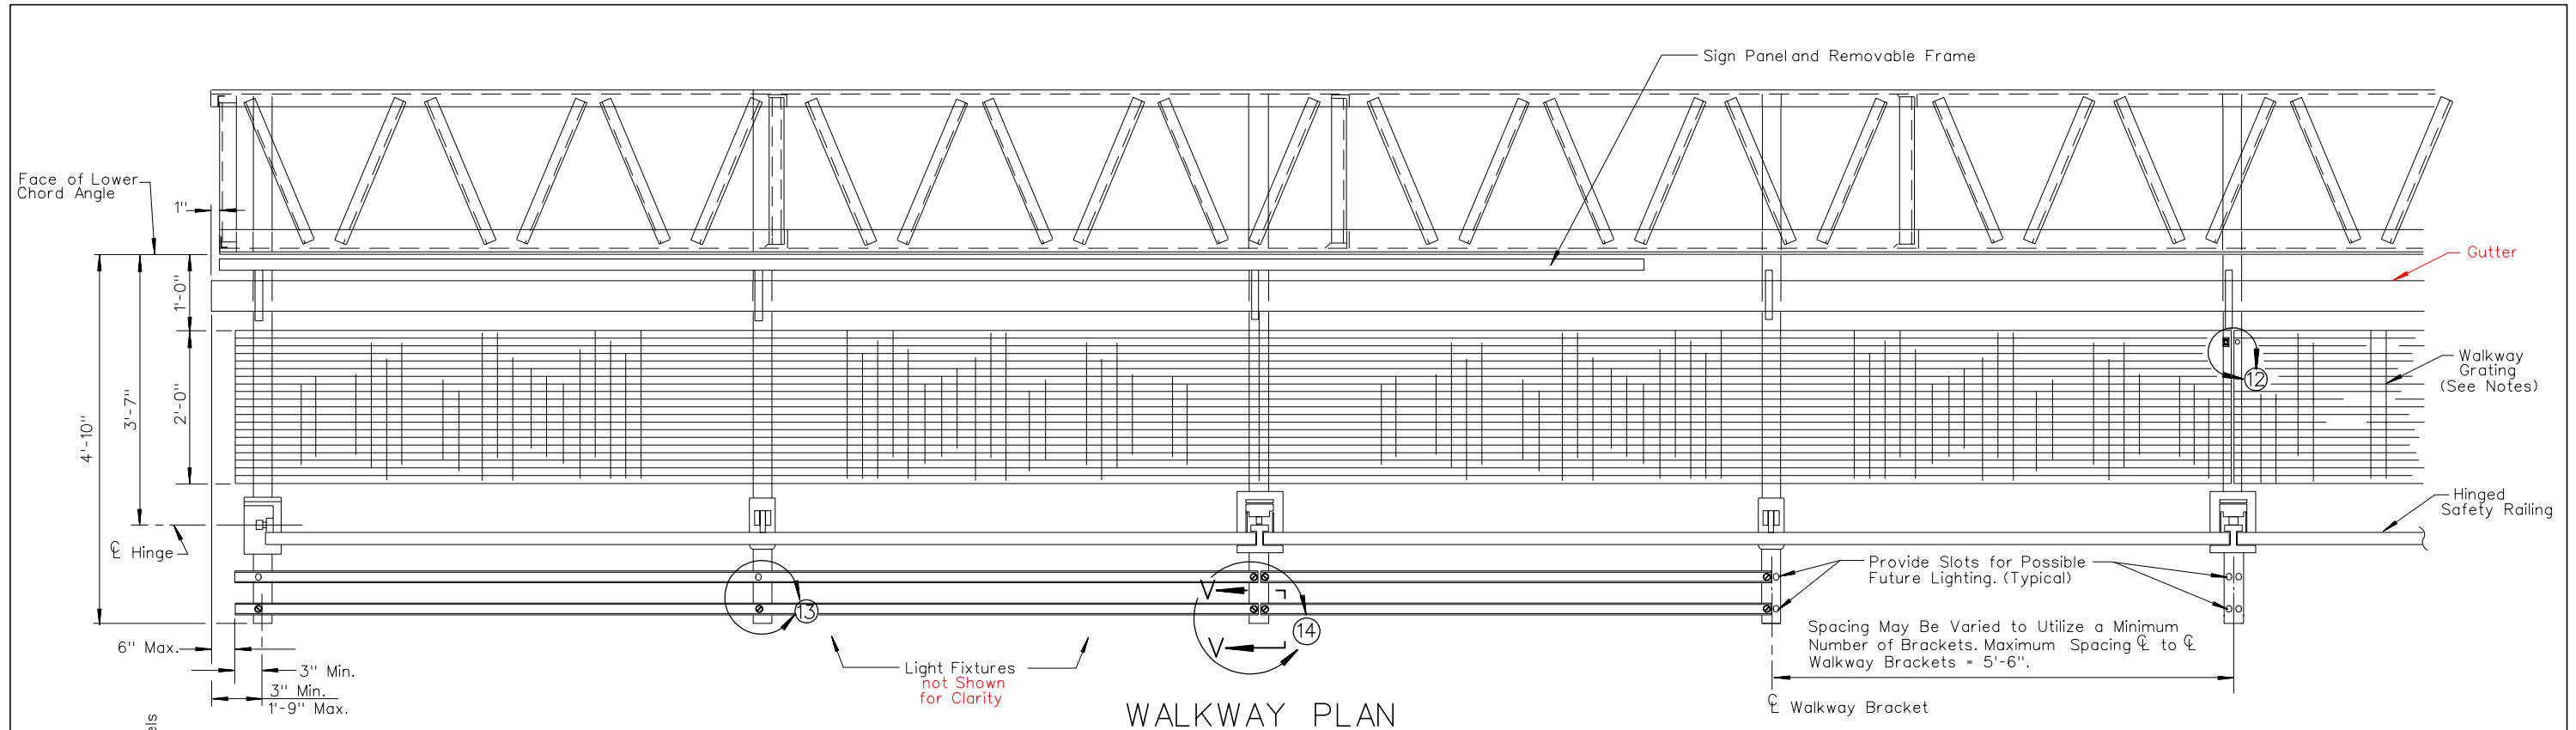 Sign Panel and Removable Frame
Face of Lower
Chord Angle
1"
Gutter
1'-0"
Walkway
Grating
(See Notes)
12
2'-0"
3'-7"
4'-10"
Hinged
Safety Railing
℄ Hinge
Provide Slots for Possible
Future Lighting. (Typical)
V
13
14
V
Spacing May Be Varied to Utilize a Minimum
Number of Brackets. Maximum Spacing ℄ to ℄
Walkway Brackets = 5'-6".
6" Max.
3" Min.
3" Min.
1'-9" Max.
Light Fixtures
not Shown
for Clarity
℄ Walkway Bracket
WALKWAY PLAN
els